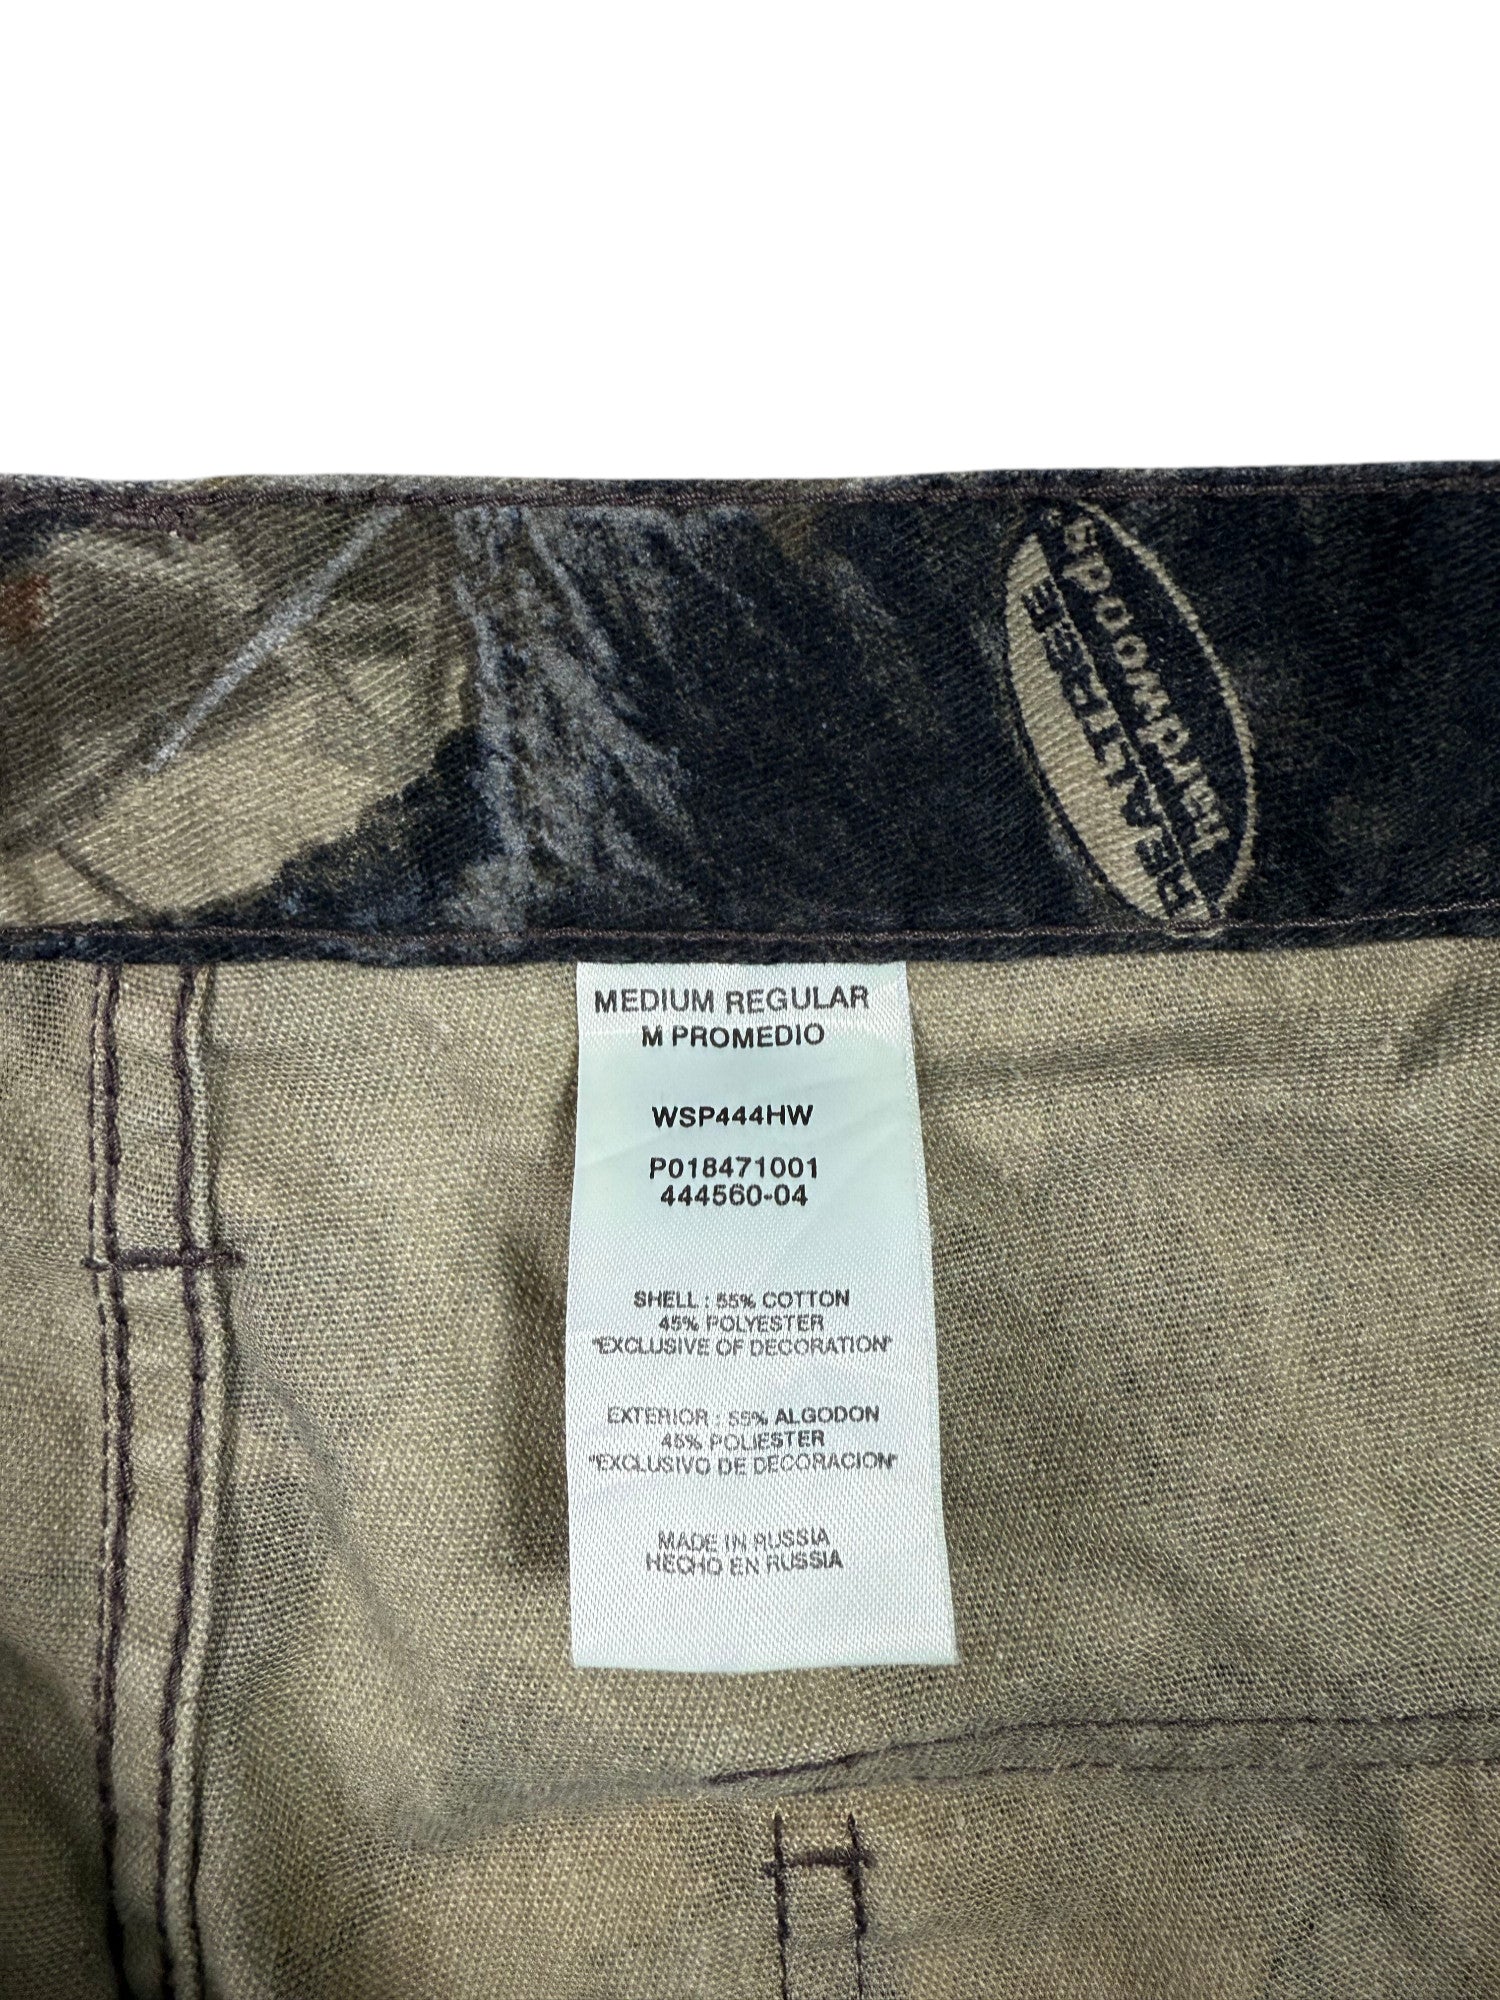 REALTREE
Hardwoods
MEDIUM REGULAR
M PROMEDIO
WSP444HW
P018471001
444560-04
SHELL : 55% COTTON
45% POLYESTER
"EXCLUSIVE OF DECORATION"
EXTERIOR : 55% ALGODON
45% POLIESTER
"EXCLUSIVO DE DECORACION"
MADE IN RUSSIA
HECHO EN RUSSIA